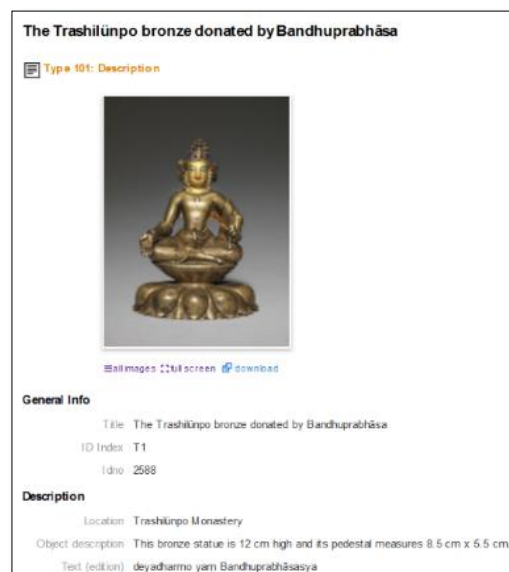 The Trashilünpo bronze donated by Bandhuprabhāsa
Type 101: Description
all images full screen download
General Info
Title The Trashilünpo bronze donated by Bandhuprabhāsa
ID Index T1
Idno 2588
Description
Location Trashilünpo Monastery
Object description This bronze statue is 12 cm high and its pedestal measures 8.5 cm x 5.5 cm.
Text (edition) deyadharmo yam Bandhuprabhāsasya